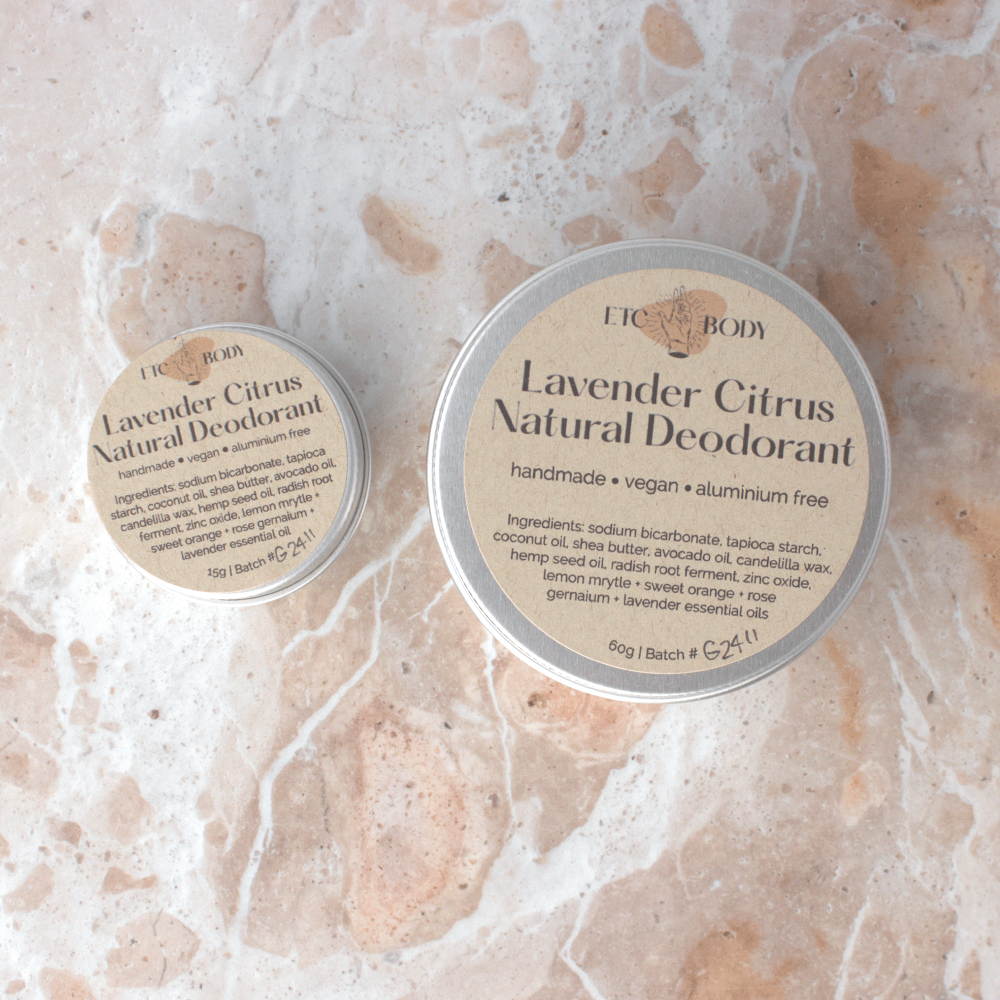 ETC BODY
Lavender Citrus
Natural Deodorant
handmade • vegan • aluminium free
Ingredients: sodium bicarbonate, tapioca
starch, coconut oil, shea butter, avocado oil,
candelilla wax, hemp seed oil, radish root
ferment, zinc oxide, lemon mrytle +
sweet orange + rose gernaium +
lavender essential oil
15g | Batch # G2411
ETC BODY
Lavender Citrus
Natural Deodorant
handmade • vegan • aluminium free
Ingredients: sodium bicarbonate, tapioca starch,
coconut oil, shea butter, avocado oil, candelilla wax,
hemp seed oil, radish root ferment, zinc oxide,
lemon mrytle + sweet orange + rose
gernaium + lavender essential oils
60g | Batch # G2411